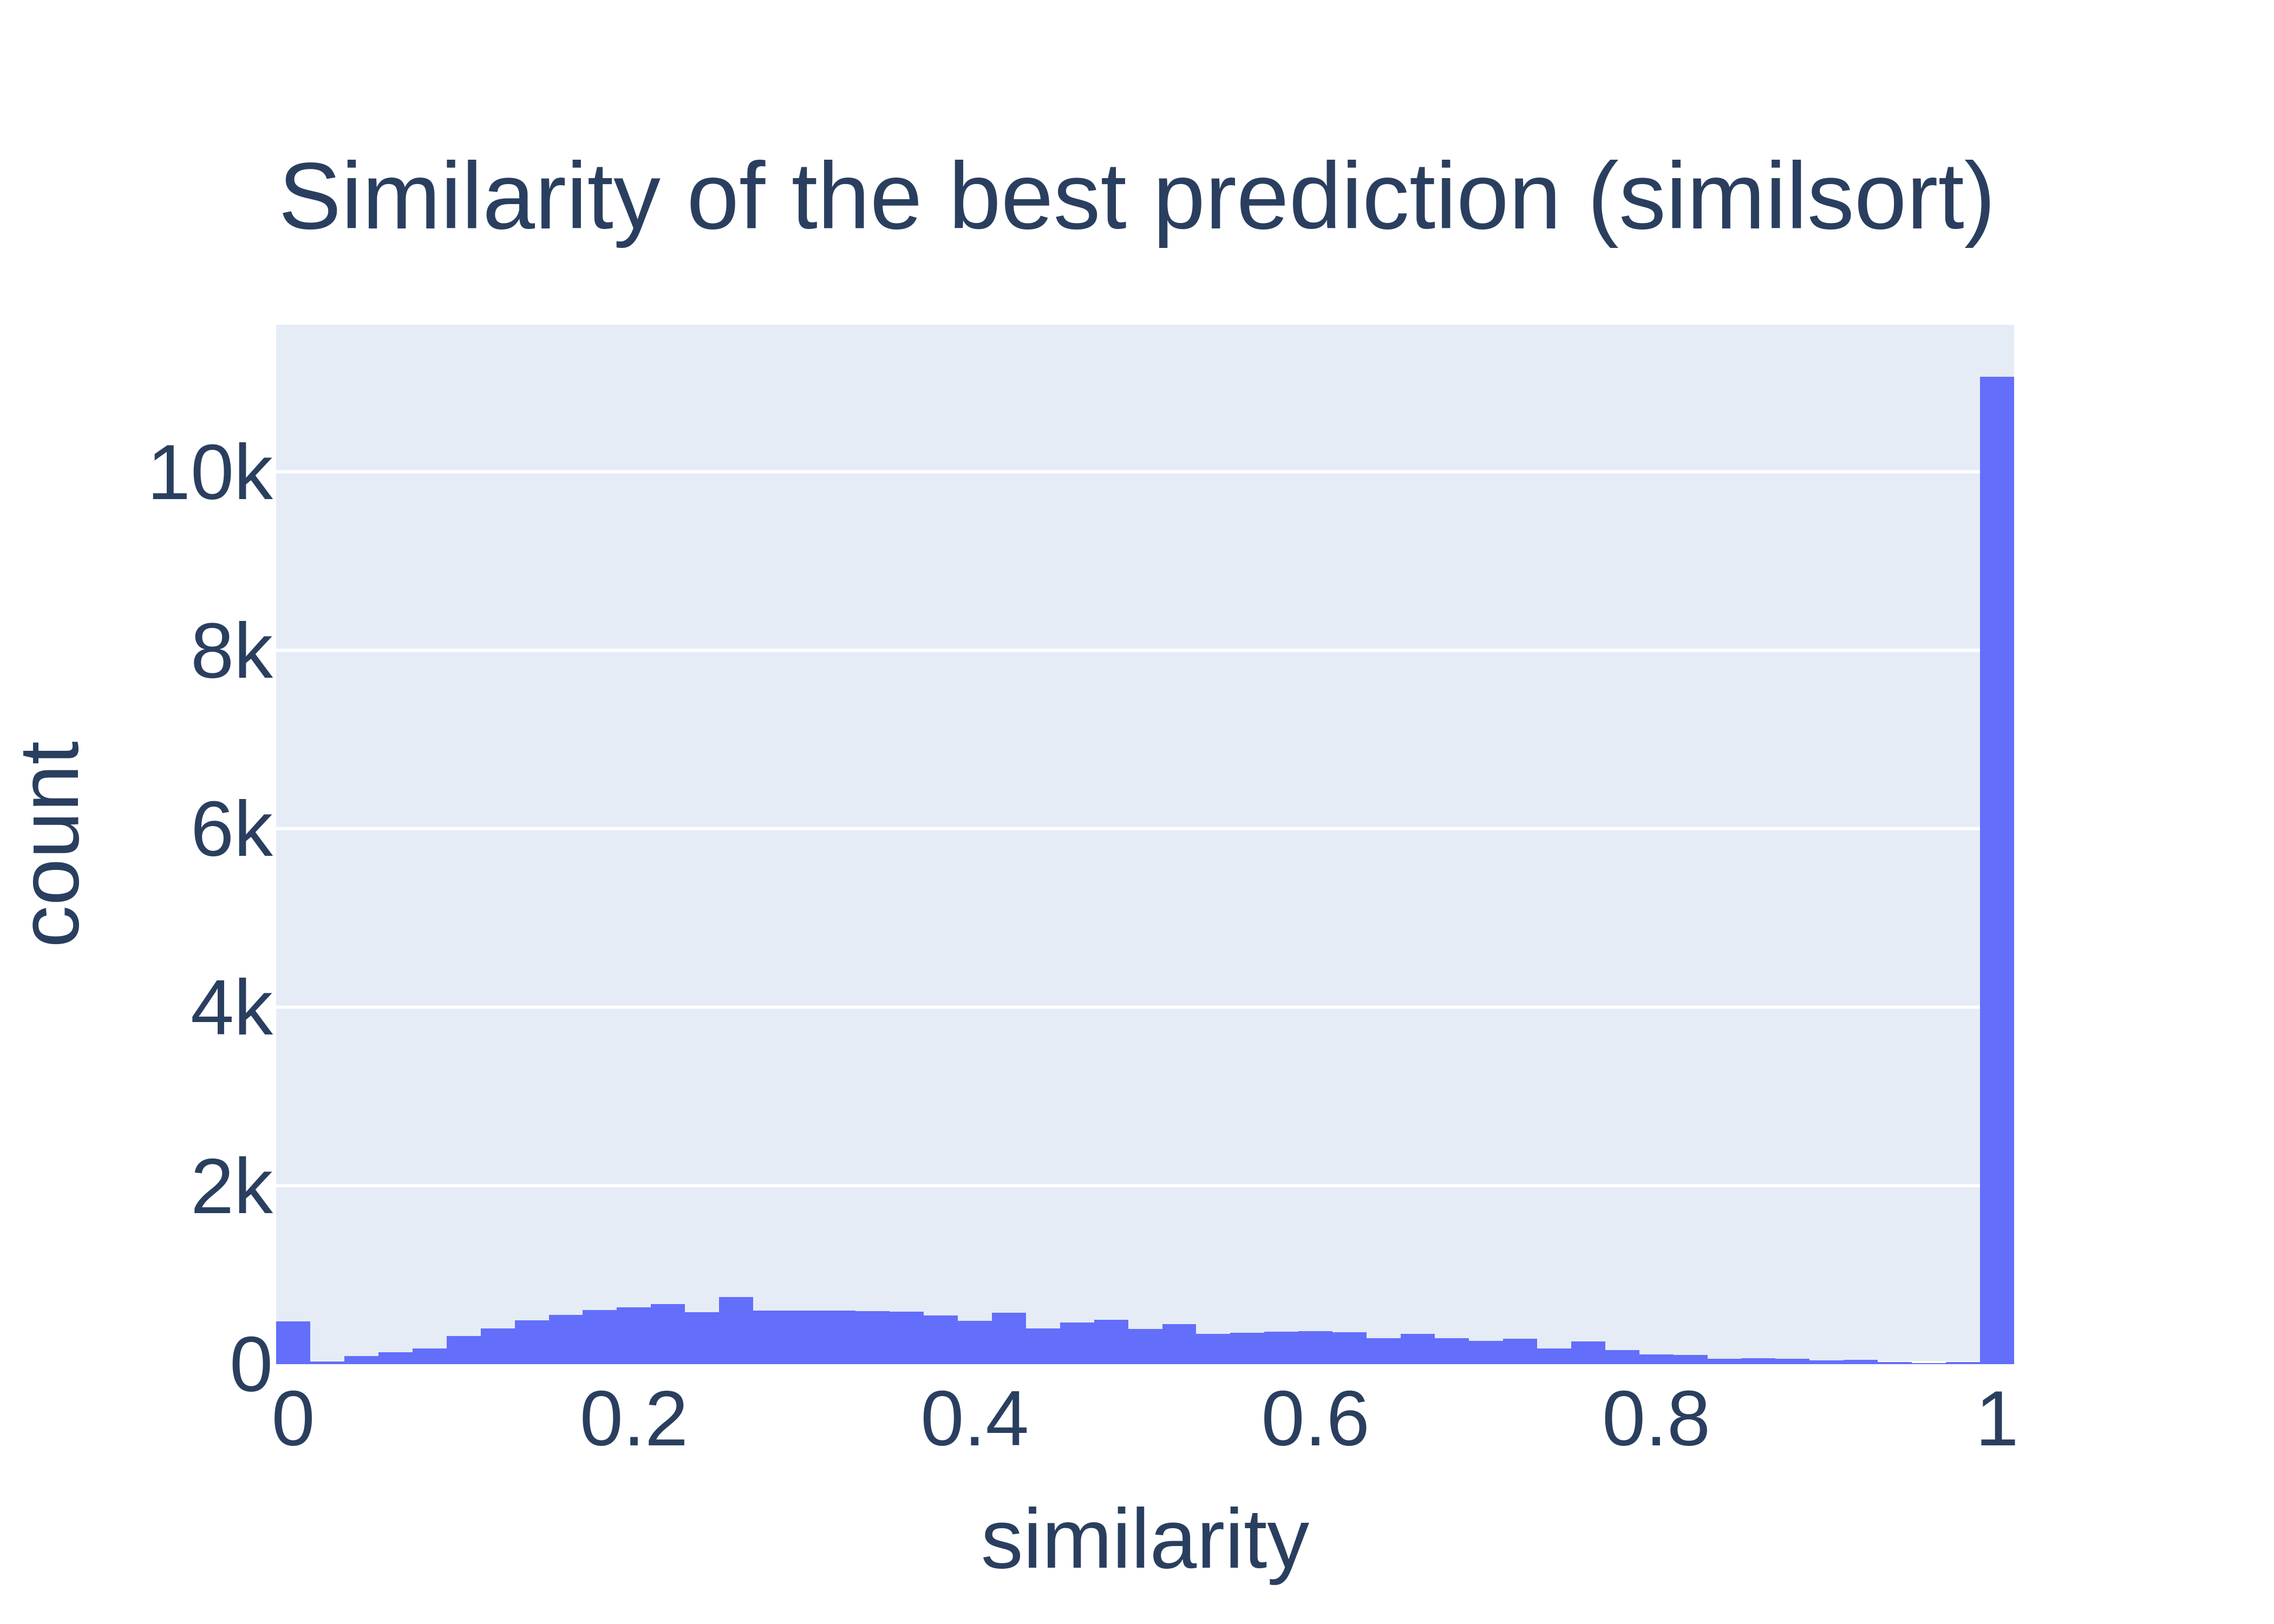 Similarity of the best prediction (similsort)
count
10k
8k
6k
4k
2k
0
0 0.2 0.4 0.6 0.8 1
similarity